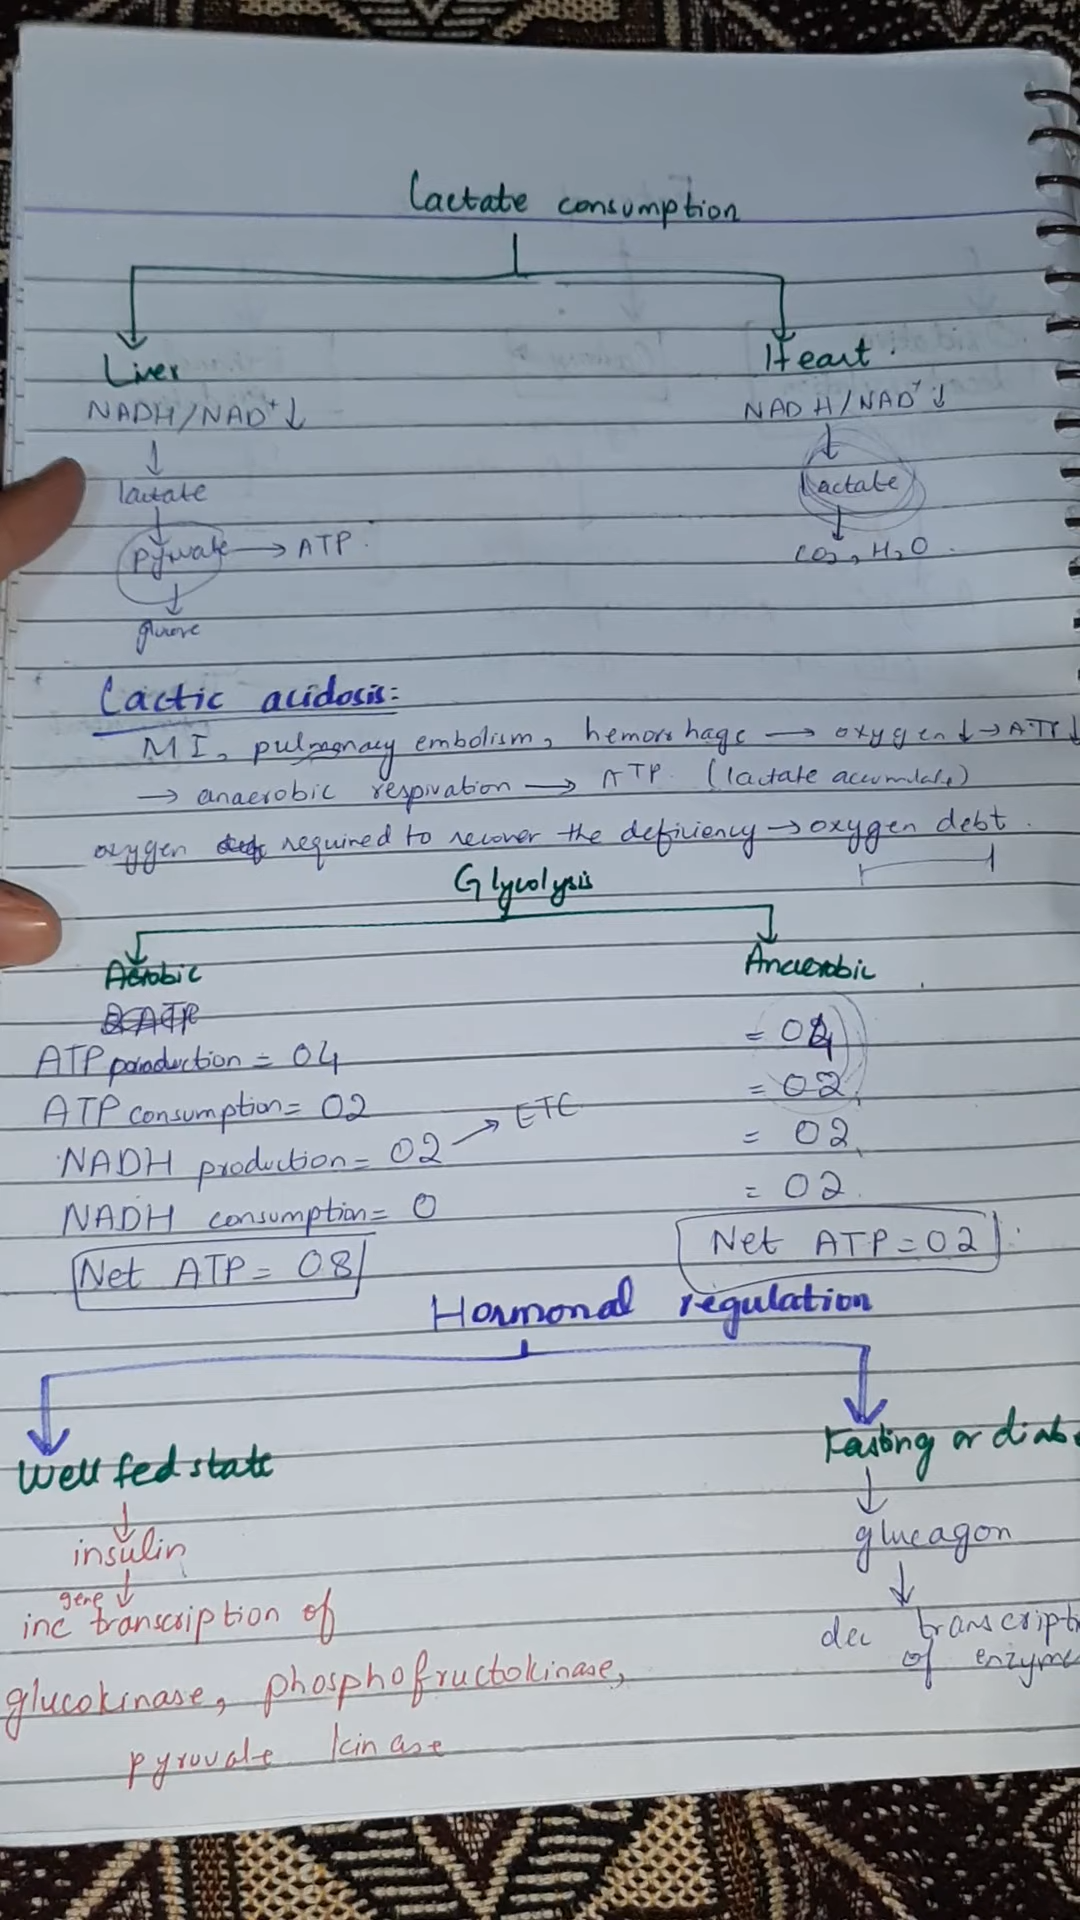 Lactate consumption
Liver
Heart.
NADH/NAD+ ↓
NADH/NAD+ ↓
lactate
Lactate
pyruvate → ATP.
CO2, H2O.
glucose
Lactic acidosis:
MI, pulmonary embolism, hemorrhage → oxygen ↓ → ATP ↓
→ anaerobic respiration → ATP. (lactate accumulate)
oxygen required to recover the deficiency → oxygen debt.
Glycolysis
Aerobic
Anaerobic
2 ATP
ATP production = 04
= 04
ATP consumption = 02
= 02
NADH production = 02 → ETC
= 02
NADH consumption = 0
= 02
Net ATP = 08
Net ATP = 02
Hormonal regulation
Well fed state
Fasting or diab
insulin
glucagon
gene
inc transcription of
dec transcripti
of enzyme
glucokinase, phosphofructokinase,
pyruvate kinase